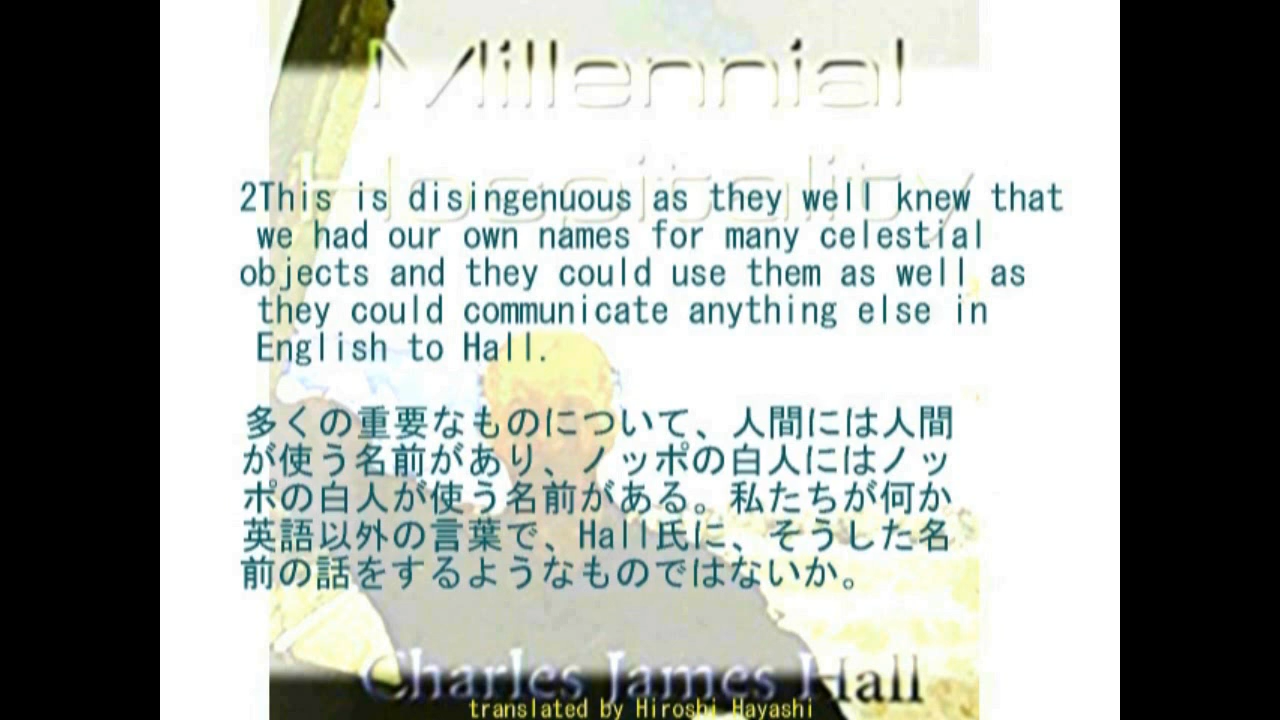 Millennial
Hospitality
2This is disingenuous as they well knew that
we had our own names for many celestial
objects and they could use them as well as
they could communicate anything else in
English to Hall.
多くの重要なものについて、人間には人間
が使う名前があり、ノッポの白人にはノッ
ポの白人が使う名前がある。私たちが何か
英語以外の言葉で、Hall氏に、そうした名
前の話をするようなものではないか。
Charles James Hall
translated by Hiroshi Hayashi